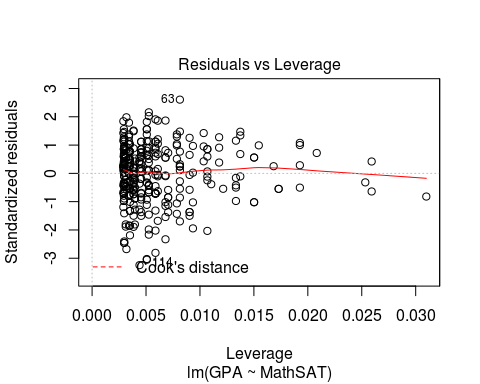 Residuals vs Leverage
Standardized residuals
3
2
1
0
-1
-2
-3
63
114
Cook's distance
0.000 0.005 0.010 0.015 0.020 0.025 0.030
Leverage
lm(GPA ~ MathSAT)